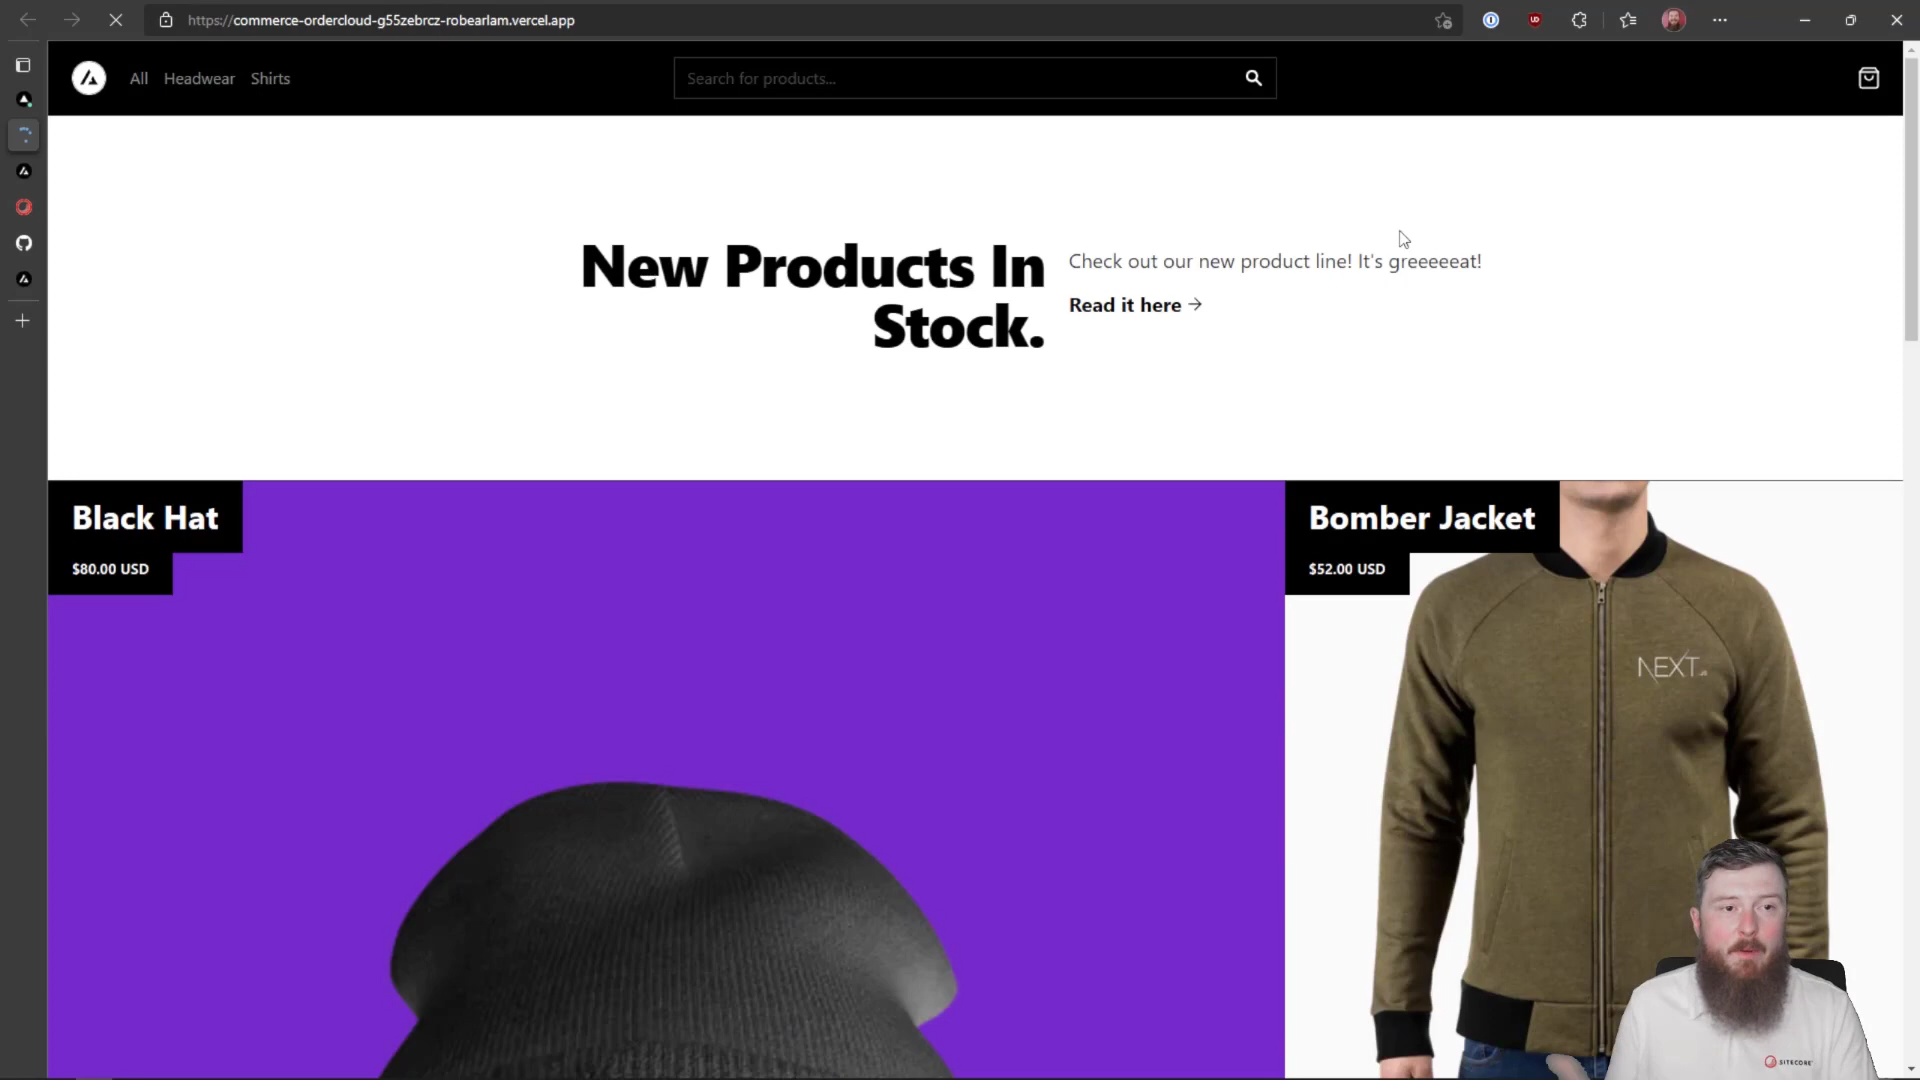 https://commerce-ordercloud-g55zebrcz-robearlam.vercel.app
All Headwear Shirts
Search for products...
New Products In
Stock.
Check out our new product line! It's greeeeeat!
Read it here →
Black Hat
$80.00 USD
Bomber Jacket
$52.00 USD
NEXT.JS
SITECORE